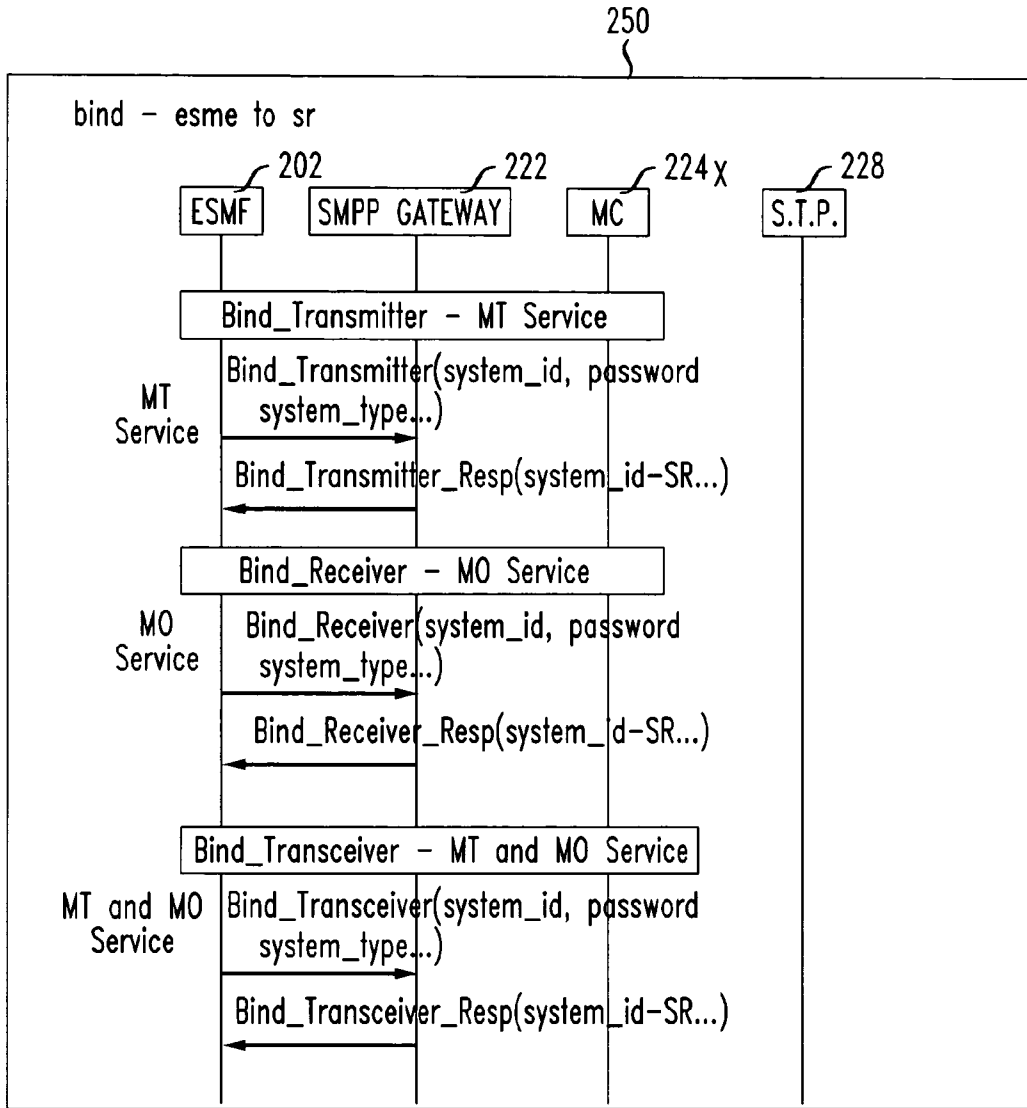 250
bind - esme to sr
202
222
224x
228
ESMF
SMPP GATEWAY
MC
S.T.P.
Bind_Transmitter - MT Service
MT
Service
Bind_Transmitter(system_id, password
system_type...)
Bind_Transmitter_Resp(system_id-SR...)
Bind_Receiver - MO Service
MO
Service
Bind_Receiver(system_id, password
system_type...)
Bind_Receiver_Resp(system_id-SR...)
Bind_Transceiver - MT and MO Service
MT and MO
Service
Bind_Transceiver(system_id, password
system_type...)
Bind_Transceiver_Resp(system_id-SR...)